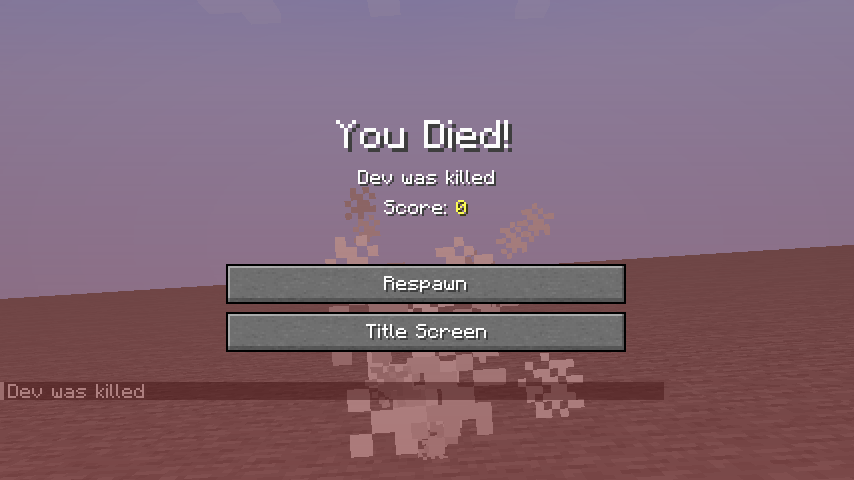 You Died!
Dev was killed
Score: 0
Respawn
Title Screen
Dev was killed